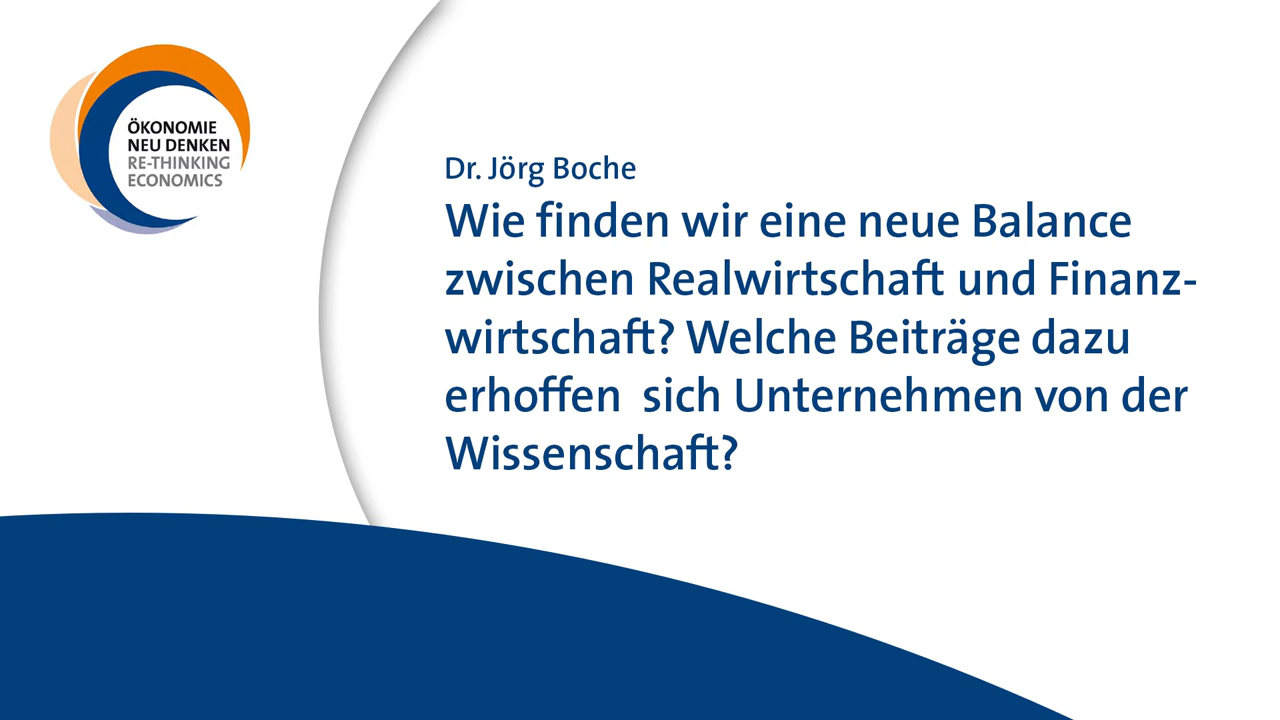 ÖKONOMIE
NEU DENKEN
RE-THINKING
ECONOMICS
Dr. Jörg Boche
Wie finden wir eine neue Balance
zwischen Realwirtschaft und Finanz-
wirtschaft? Welche Beiträge dazu
erhoffen  sich Unternehmen von der
Wissenschaft?